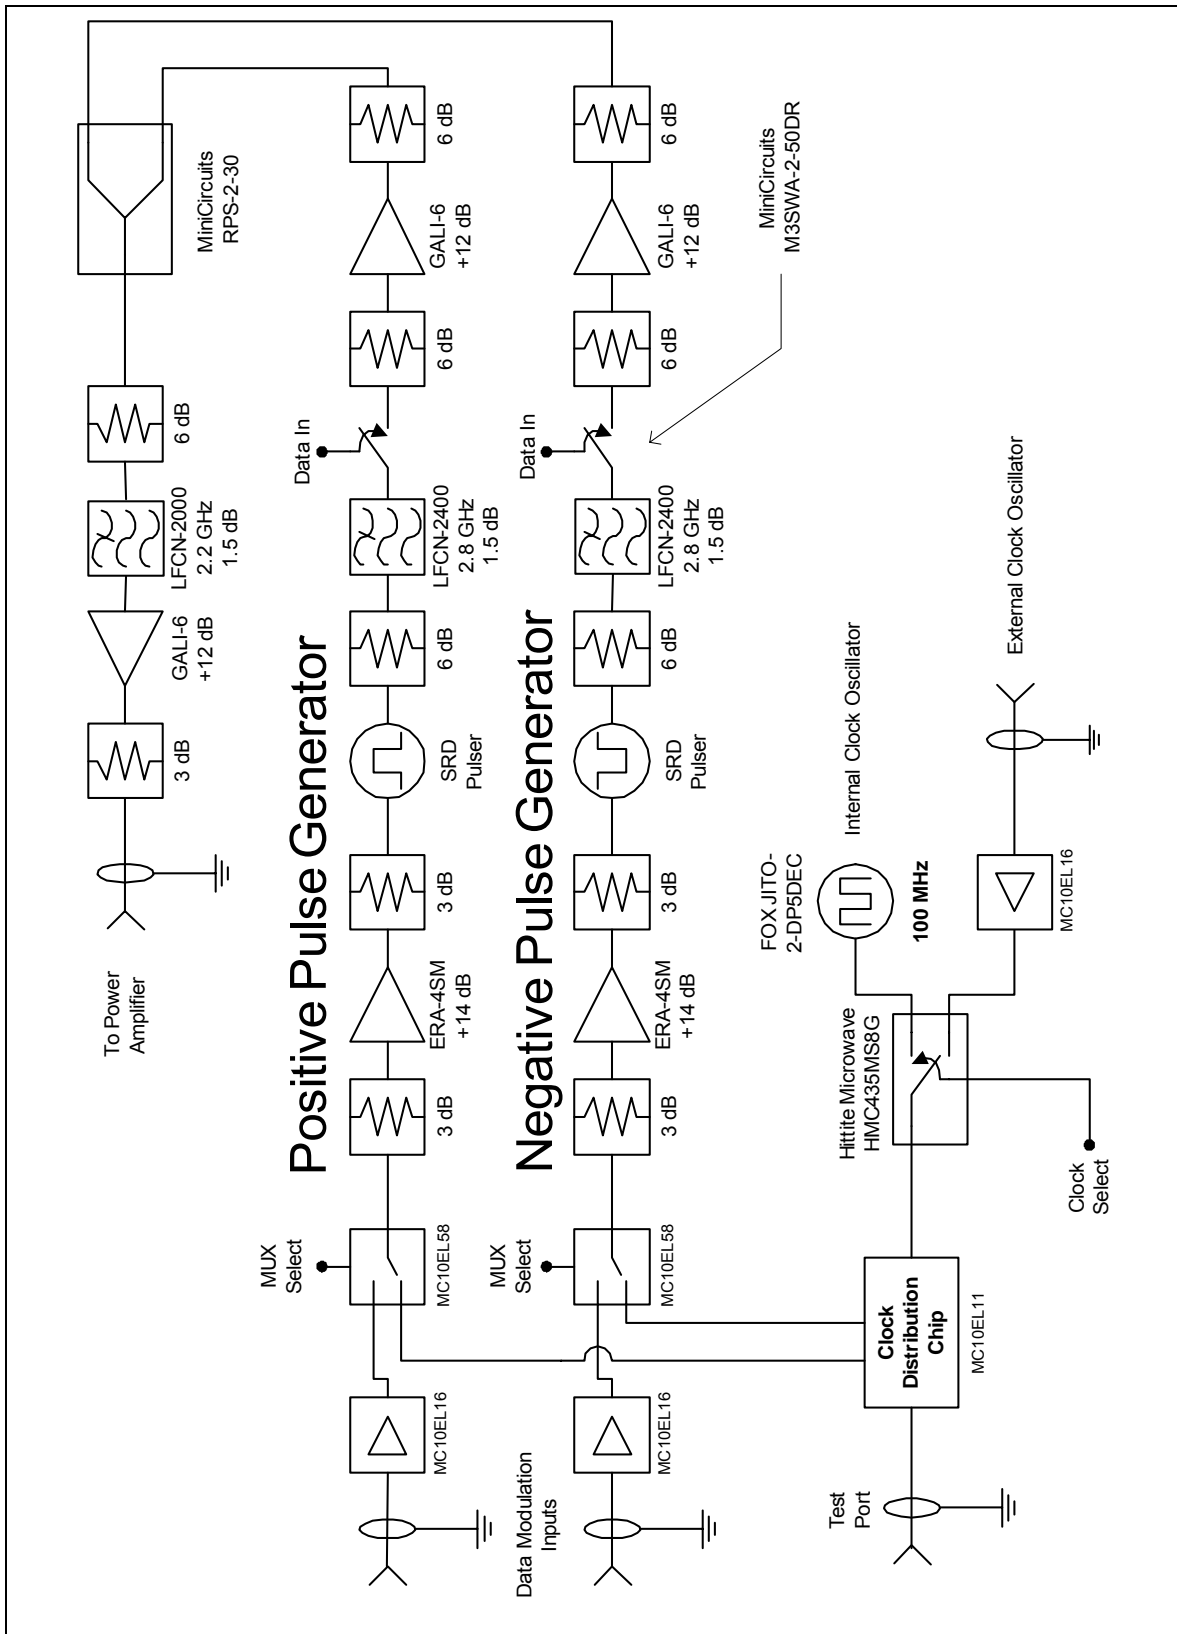 MiniCircuits
RPS-2-30
6 dB
LFCN-2000
2.2 GHz
1.5 dB
GALI-6
+12 dB
3 dB
To Power
Amplifier
Positive Pulse Generator
MUX
Select
MC10EL16
MC10EL58
3 dB
ERA-4SM
+14 dB
3 dB
SRD
Pulser
6 dB
LFCN-2400
2.8 GHz
1.5 dB
Data In
6 dB
GALI-6
+12 dB
6 dB
Negative Pulse Generator
Data Modulation
Inputs
MUX
Select
MC10EL16
MC10EL58
3 dB
ERA-4SM
+14 dB
3 dB
SRD
Pulser
6 dB
LFCN-2400
2.8 GHz
1.5 dB
Data In
6 dB
GALI-6
+12 dB
6 dB
MiniCircuits
M3SWA-2-50DR
Test
Port
Clock
Distribution
Chip
MC10EL11
Hittite Microwave
HMC435MS8G
Clock
Select
FOX JITO-
2-DP5DEC
100 MHz
Internal Clock Oscillator
MC10EL16
External Clock Oscillator